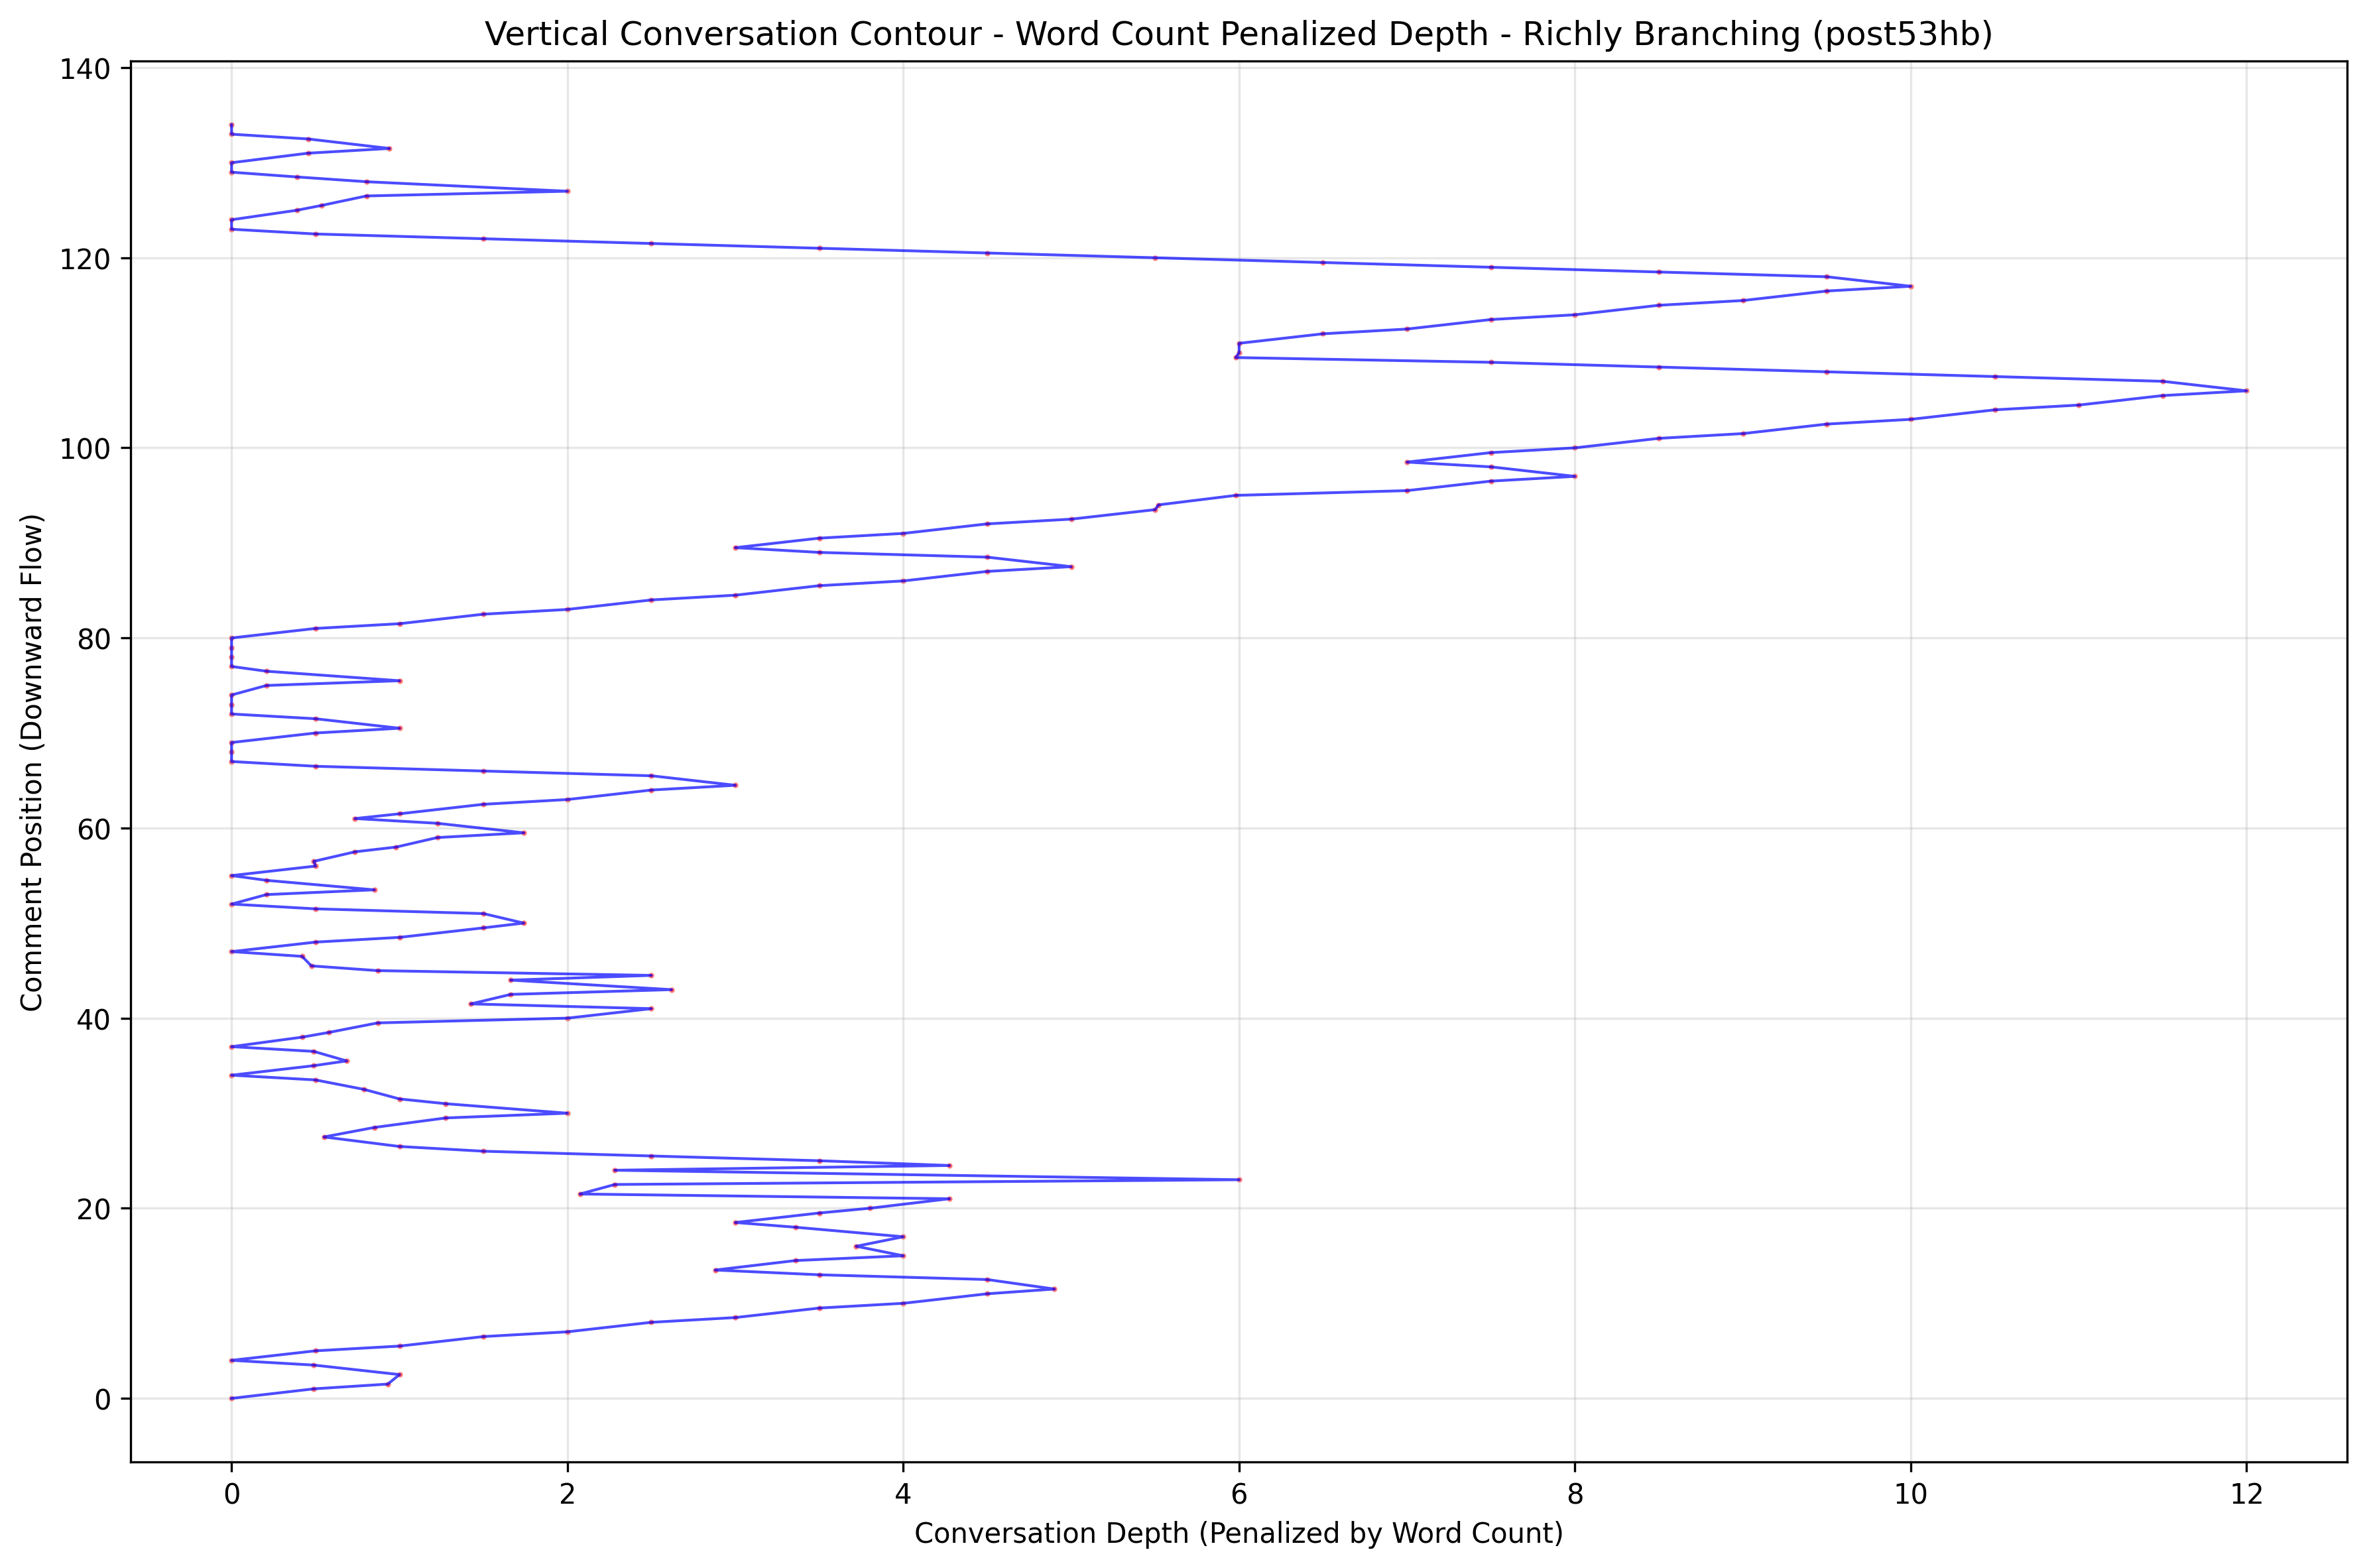 Vertical Conversation Contour - Word Count Penalized Depth - Richly Branching (post53hb)
140
120
100
80
60
40
20
0
Comment Position (Downward Flow)
0 2 4 6 8 10 12
Conversation Depth (Penalized by Word Count)